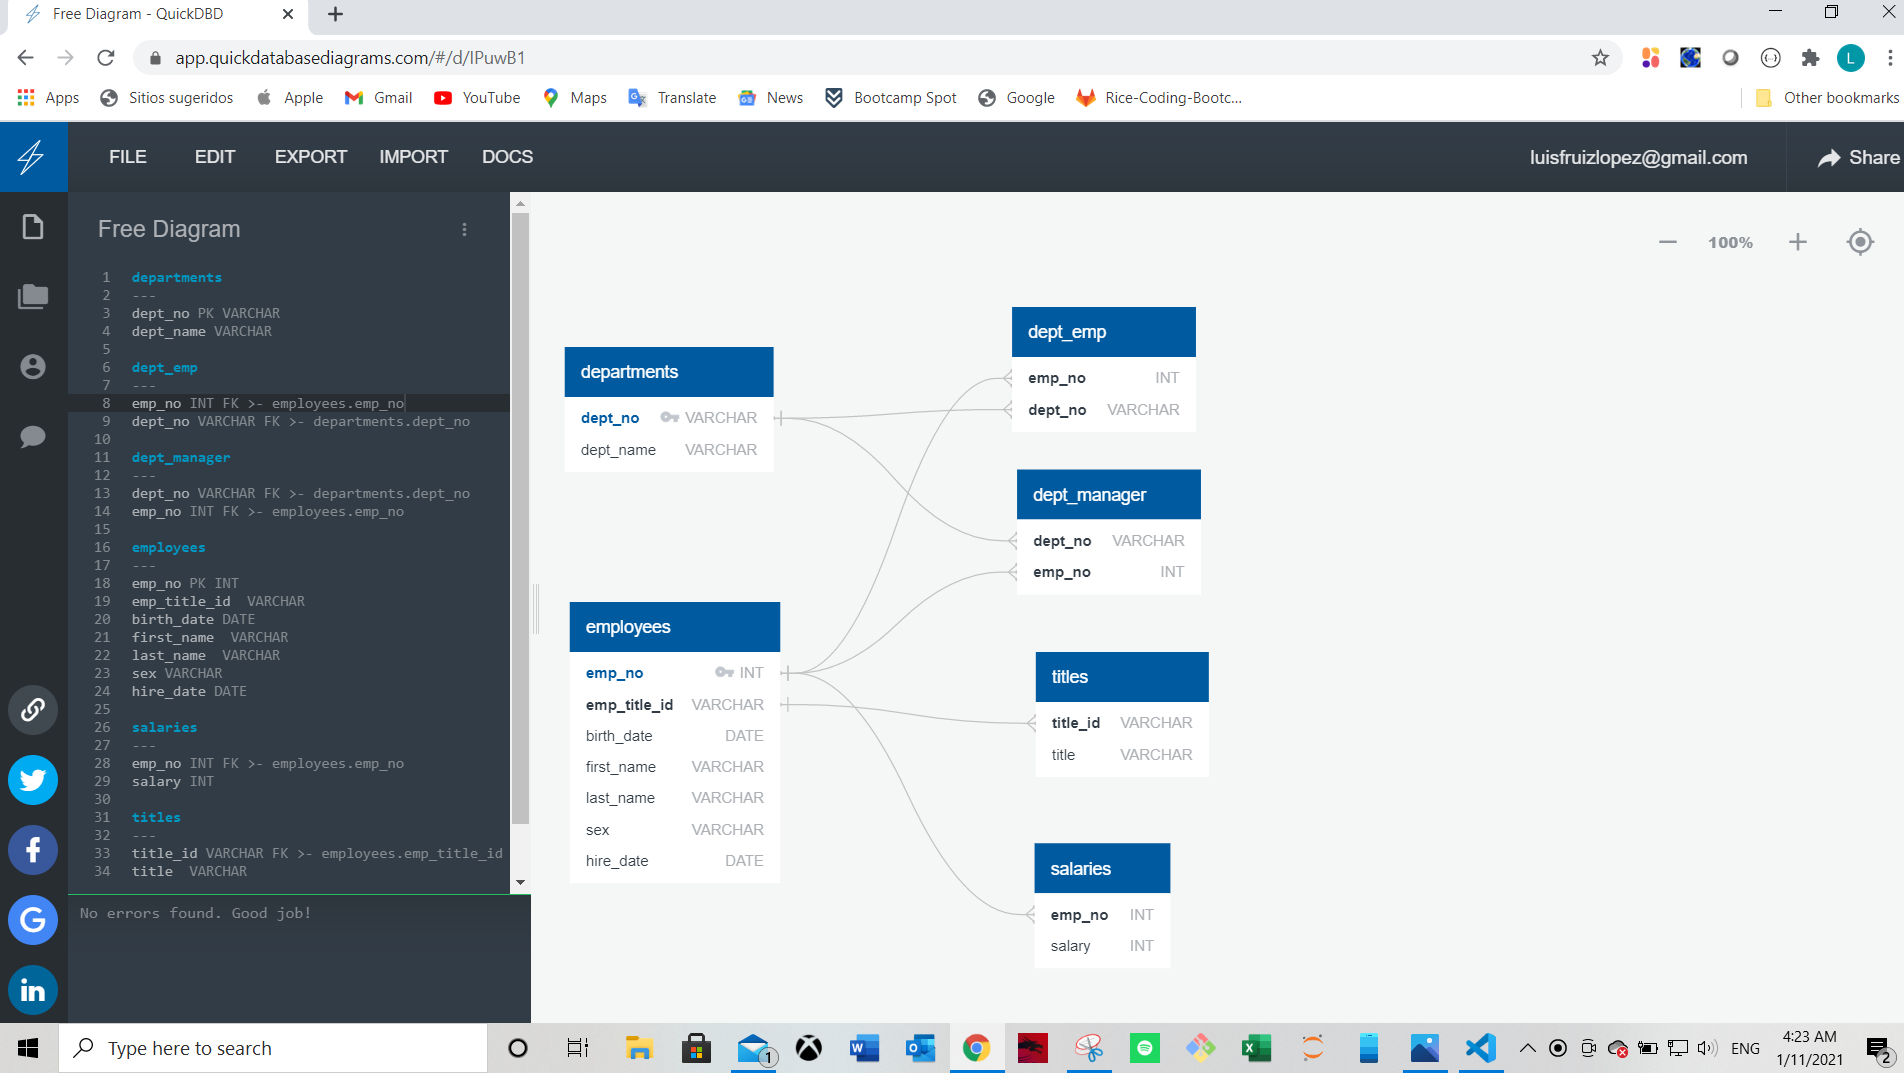 Free Diagram - QuickDBD
app.quickdatabasediagrams.com/#/d/IPuwB1
L
Apps
Sitios sugeridos
Apple
Gmail
YouTube
Maps
Translate
News
Bootcamp Spot
Google
Rice-Coding-Bootc...
Other bookmarks
FILE
EDIT
EXPORT
IMPORT
DOCS
luisfruizlopez@gmail.com
Share
Free Diagram
1 departments
2 ---
3 dept_no PK VARCHAR
4 dept_name VARCHAR
5
6 dept_emp
7 ---
8 emp_no INT FK >- employees.emp_no
9 dept_no VARCHAR FK >- departments.dept_no
10
11 dept_manager
12 ---
13 dept_no VARCHAR FK >- departments.dept_no
14 emp_no INT FK >- employees.emp_no
15
16 employees
17 ---
18 emp_no PK INT
19 emp_title_id  VARCHAR
20 birth_date DATE
21 first_name  VARCHAR
22 last_name  VARCHAR
23 sex VARCHAR
24 hire_date DATE
25
26 salaries
27 ---
28 emp_no INT FK >- employees.emp_no
29 salary INT
30
31 titles
32 ---
33 title_id VARCHAR FK >- employees.emp_title_id
34 title  VARCHAR
No errors found. Good job!
100%
departments
dept_no VARCHAR
dept_name VARCHAR
dept_emp
emp_no INT
dept_no VARCHAR
dept_manager
dept_no VARCHAR
emp_no INT
employees
emp_no INT
emp_title_id VARCHAR
birth_date DATE
first_name VARCHAR
last_name VARCHAR
sex VARCHAR
hire_date DATE
titles
title_id VARCHAR
title VARCHAR
salaries
emp_no INT
salary INT
Type here to search
1
ENG
4:23 AM
1/11/2021
2